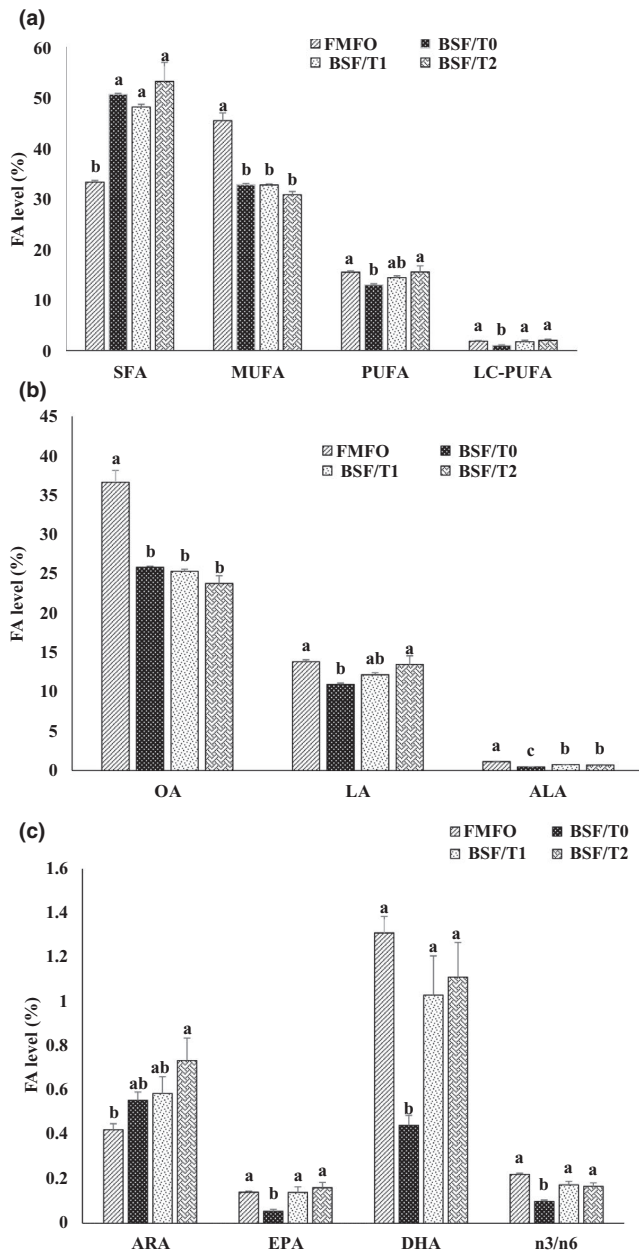 (a)
FMFO BSF/T0
BSF/T1 BSF/T2
60
50
40
30
20
10
0
FA level (%)
b a a a
a b b b
a b ab a
a b a a
SFA MUFA PUFA LC-PUFA
(b)
FMFO BSF/T0
BSF/T1 BSF/T2
45
40
35
30
25
20
15
10
5
0
FA level (%)
a b b b
a b ab a
a c b b
OA LA ALA
(c)
FMFO BSF/T0
BSF/T1 BSF/T2
1.6
1.4
1.2
1
0.8
0.6
0.4
0.2
0
FA level (%)
b ab ab a
a b a a
a b a a
a b a a
ARA EPA DHA n3/n6